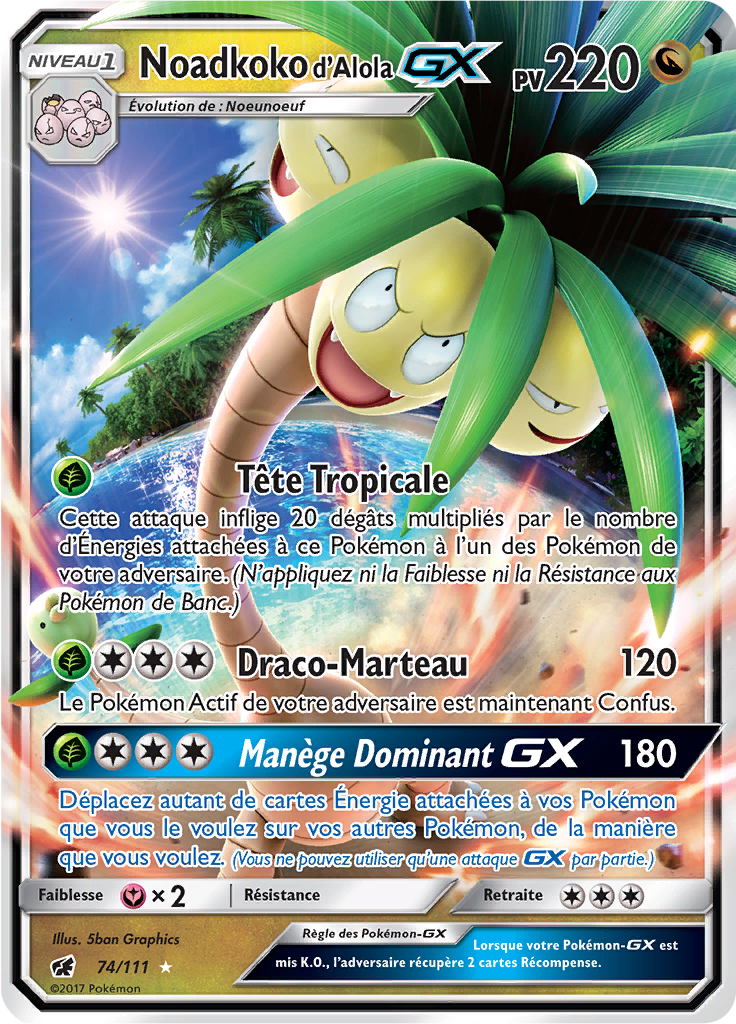 NIVEAU 1
Noadkoko d'Alola GX PV 220
Évolution de : Noeunoeuf
Tête Tropicale
Cette attaque inflige 20 dégâts multipliés par le nombre
d'Énergies attachées à ce Pokémon à l'un des Pokémon de
votre adversaire. (N'appliquez ni la Faiblesse ni la Résistance aux
Pokémon de Banc.)
Draco-Marteau 120
Le Pokémon Actif de votre adversaire est maintenant Confus.
Manège Dominant GX 180
Déplacez autant de cartes Énergie attachées à vos Pokémon
que vous le voulez sur vos autres Pokémon, de la manière
que vous voulez. (Vous ne pouvez utiliser qu'une attaque GX par partie.)
Faiblesse × 2 Résistance Retraite
Illus. 5ban Graphics
74/111
©2017 Pokémon
Règle des Pokémon-GX
Lorsque votre Pokémon-GX est
mis K.O., l'adversaire récupère 2 cartes Récompense.